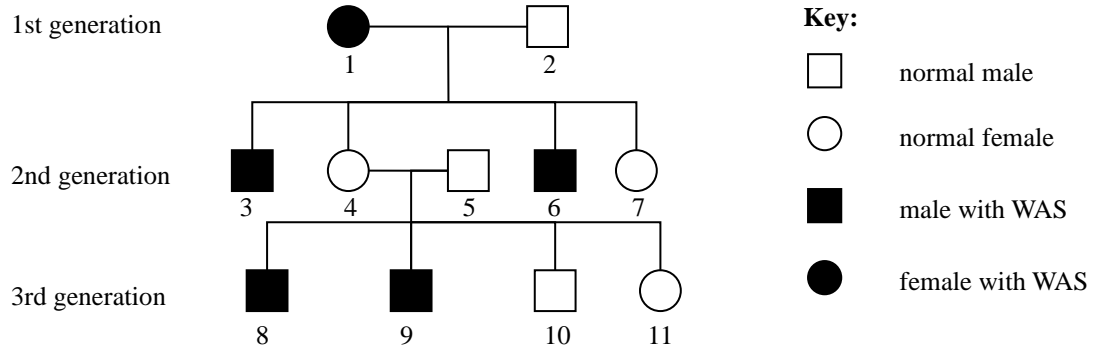 1st generation
1 2
2nd generation
3 4 5 6 7
3rd generation
8 9 10 11
Key:
normal male
normal female
male with WAS
female with WAS